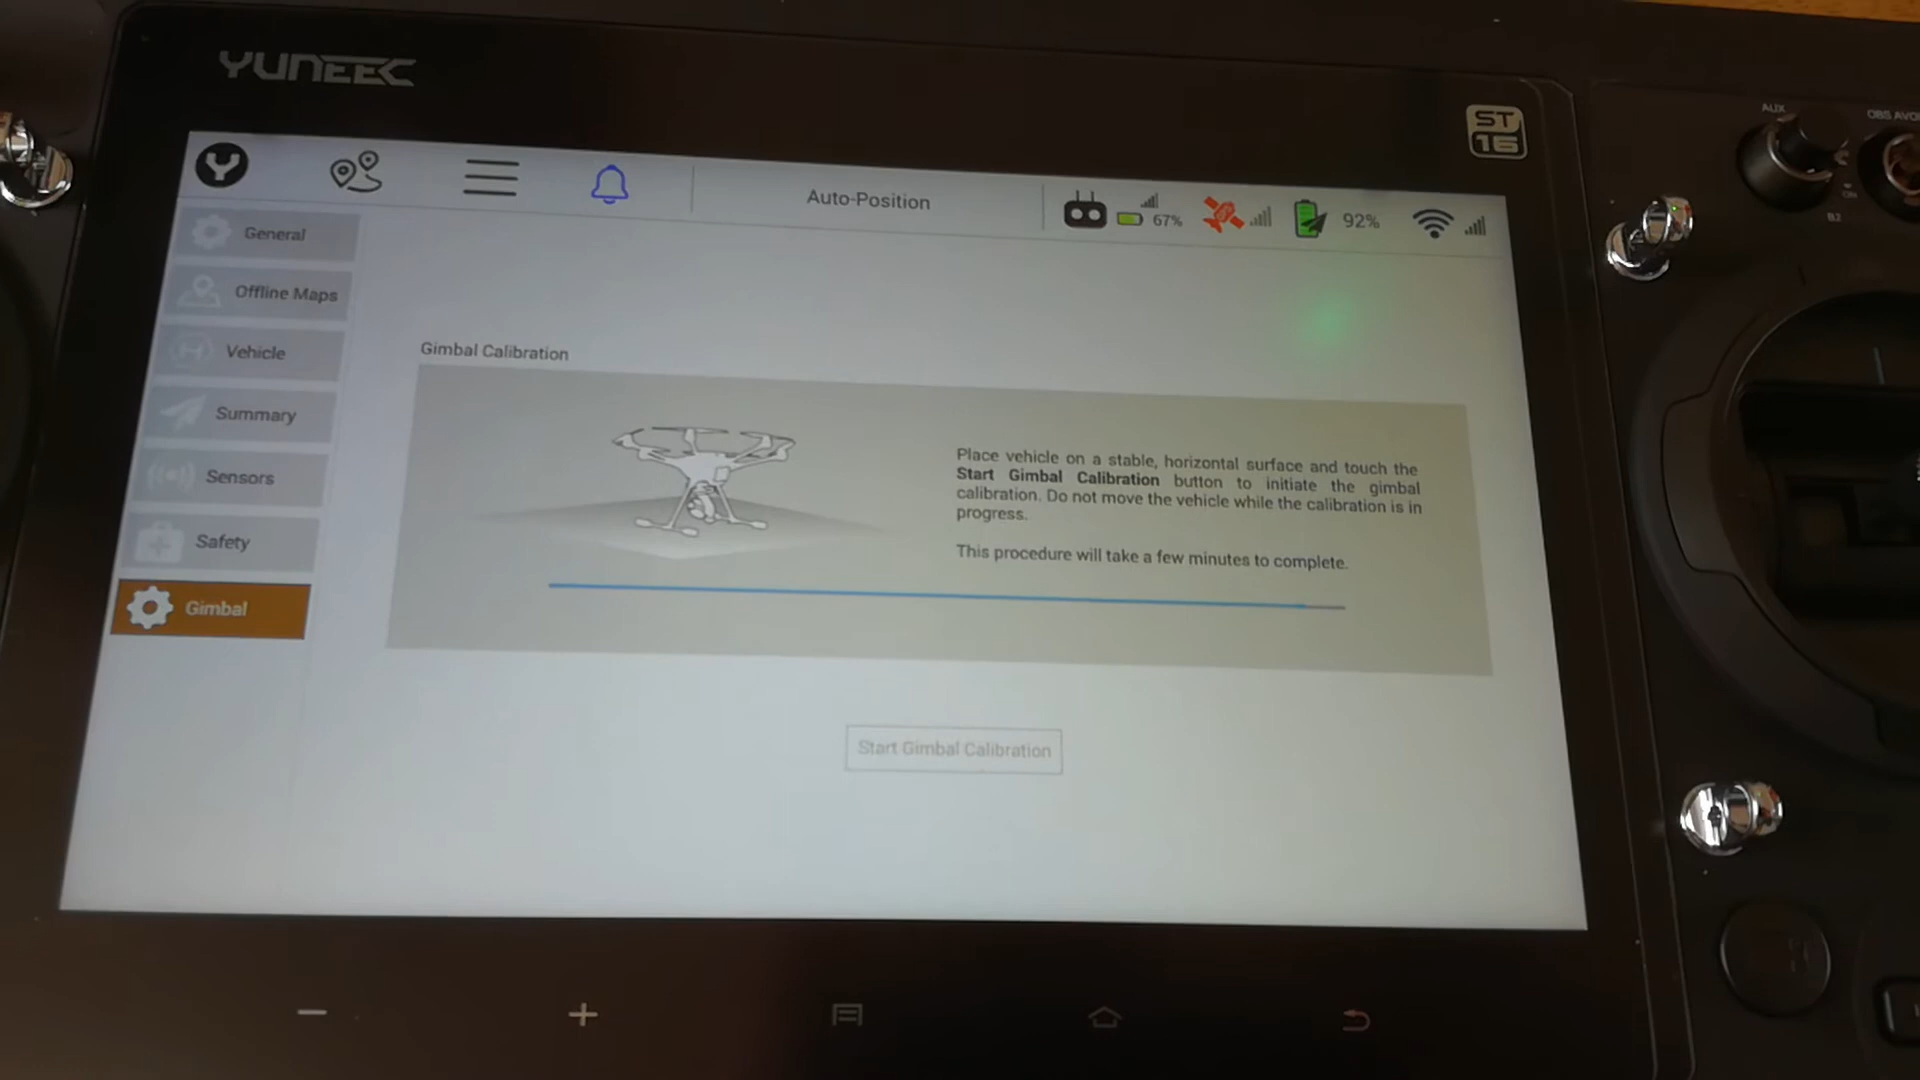 YUNEEC
ST
16
AUX
Auto-Position
67%
92%
General
Offline Maps
Vehicle
Summary
Sensors
Safety
Gimbal
Gimbal Calibration
Place vehicle on a stable, horizontal surface and touch the
Start Gimbal Calibration button to initiate the gimbal
calibration. Do not move the vehicle while the calibration is in
progress.
This procedure will take a few minutes to complete.
Start Gimbal Calibration